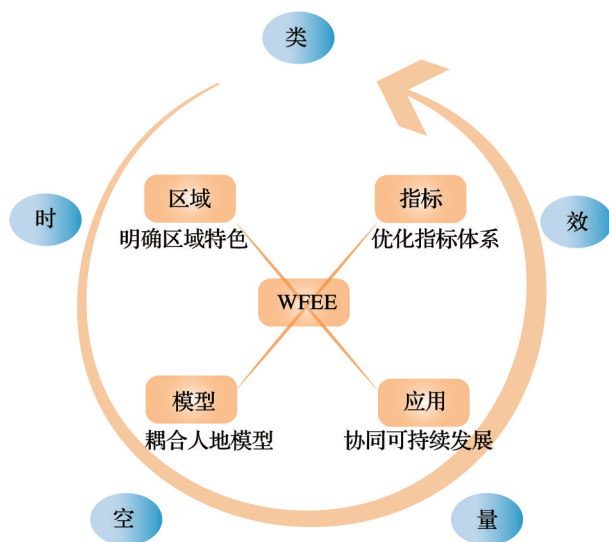 类
时
区域
指标
效
明确区域特色
优化指标体系
WFEE
模型
应用
耦合人地模型
协同可持续发展
空
量